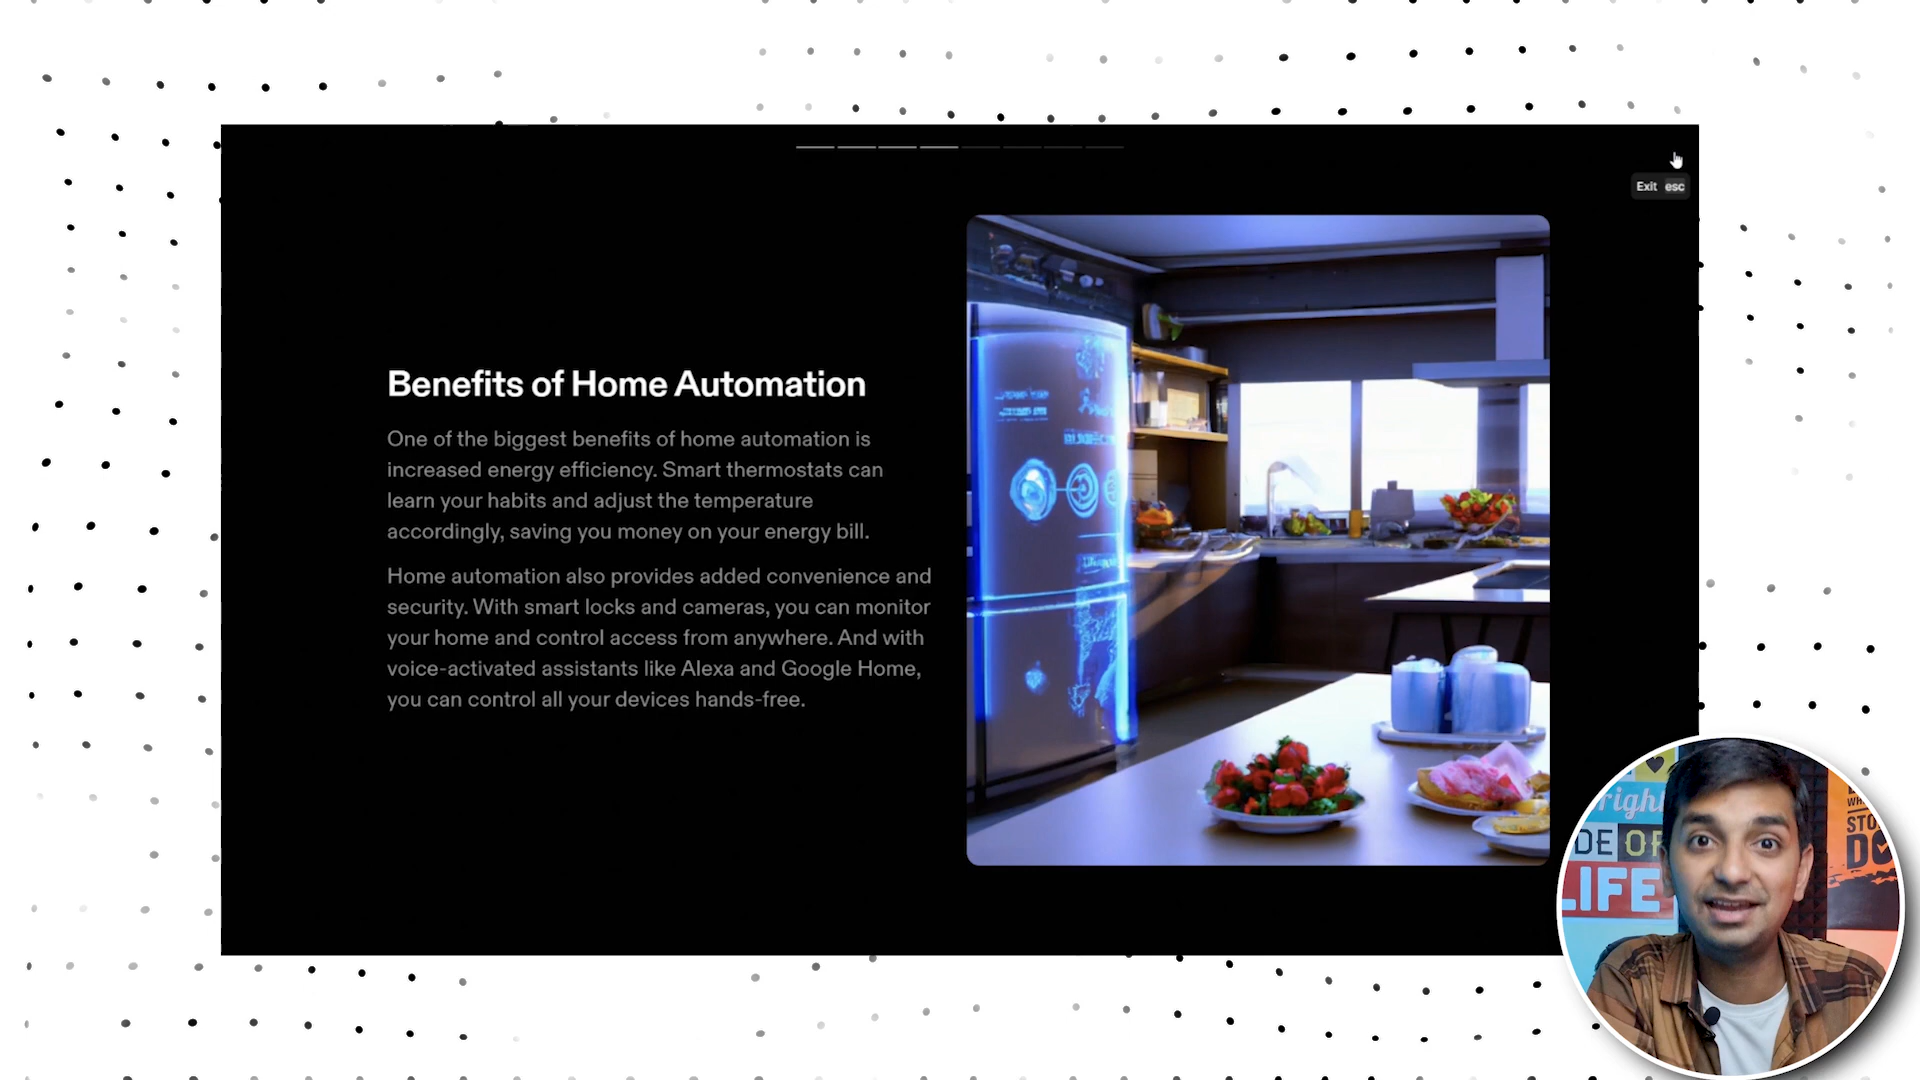 Exit esc
Benefits of Home Automation
One of the biggest benefits of home automation is
increased energy efficiency. Smart thermostats can
learn your habits and adjust the temperature
accordingly, saving you money on your energy bill.
Home automation also provides added convenience and
security. With smart locks and cameras, you can monitor
your home and control access from anywhere. And with
voice-activated assistants like Alexa and Google Home,
you can control all your devices hands-free.
OF
LIFE